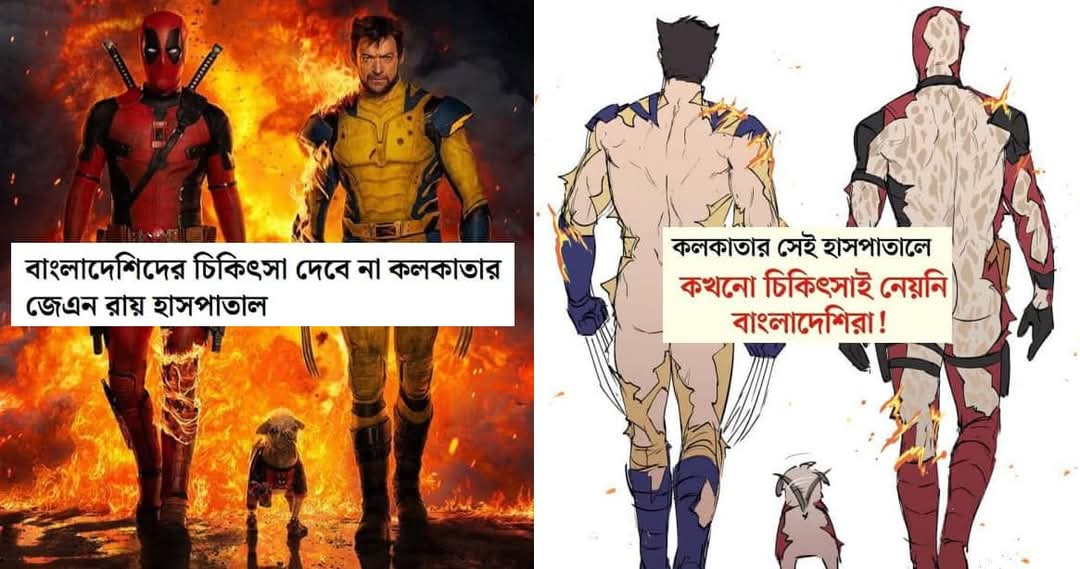 বাংলাদেশিদের চিকিৎসা দেবে না কলকাতার
জেএন রায় হাসপাতাল
কলকাতার সেই হাসপাতালে
কখনো চিকিৎসাই নেয়নি
বাংলাদেশিরা!